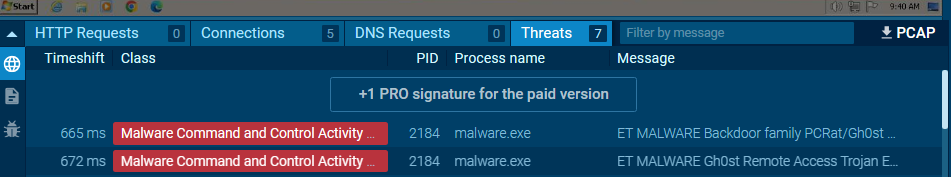 Start 9:40 AM
HTTP Requests 0 Connections 5 DNS Requests 0 Threats 7 Filter by message PCAP
Timeshift Class PID Process name Message
+1 PRO signature for the paid version
665 ms Malware Command and Control Activity ... 2184 malware.exe ET MALWARE Backdoor family PCRat/Gh0st ...
672 ms Malware Command and Control Activity ... 2184 malware.exe ET MALWARE Gh0st Remote Access Trojan E...